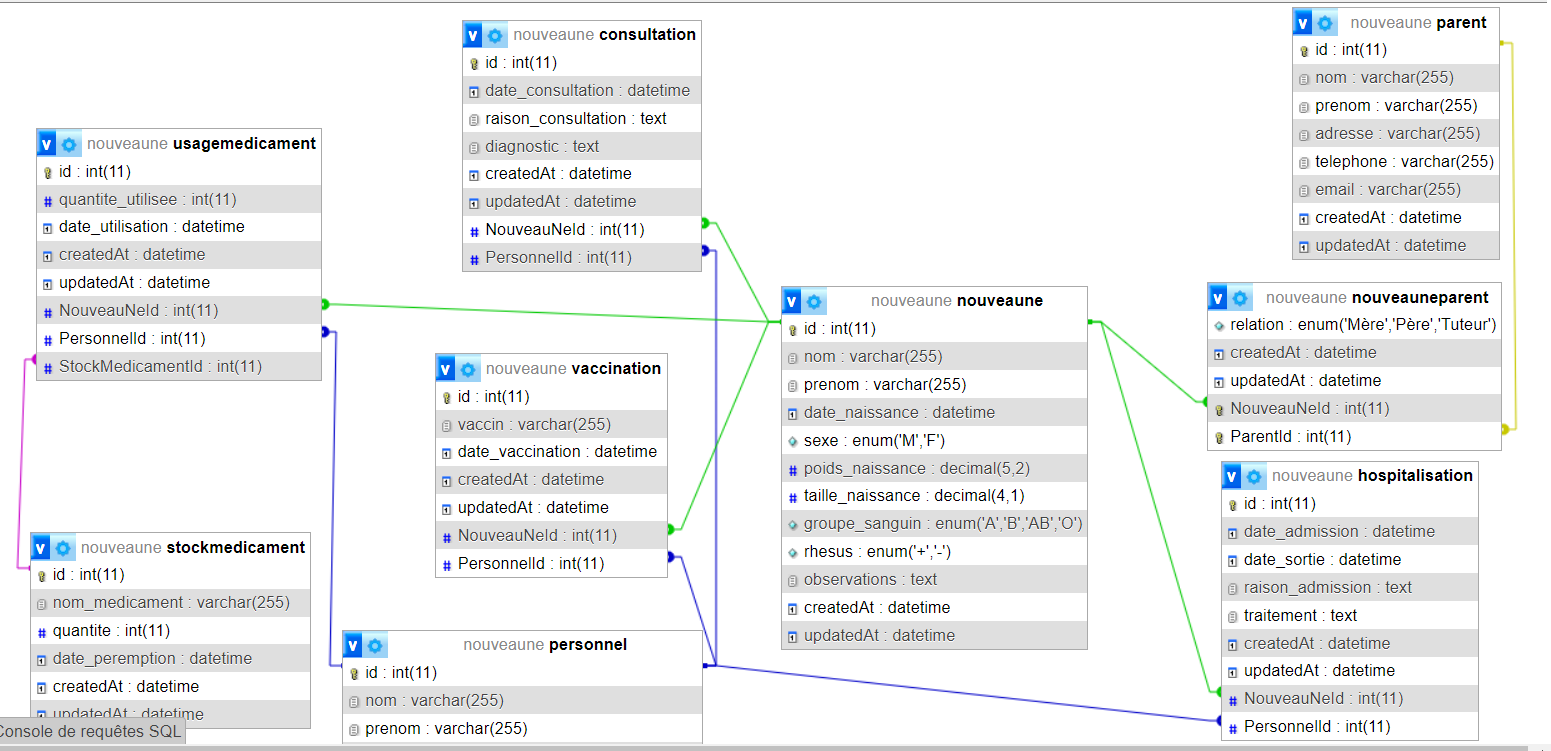 nouveaune consultation
id : int(11)
date_consultation : datetime
raison_consultation : text
diagnostic : text
createdAt : datetime
updatedAt : datetime
NouveauNeId : int(11)
PersonnelId : int(11)
nouveaune parent
id : int(11)
nom : varchar(255)
prenom : varchar(255)
adresse : varchar(255)
telephone : varchar(255)
email : varchar(255)
createdAt : datetime
updatedAt : datetime
nouveaune usagemedicament
id : int(11)
quantite_utilisee : int(11)
date_utilisation : datetime
createdAt : datetime
updatedAt : datetime
NouveauNeId : int(11)
PersonnelId : int(11)
StockMedicamentId : int(11)
nouveaune vaccination
id : int(11)
vaccin : varchar(255)
date_vaccination : datetime
createdAt : datetime
updatedAt : datetime
NouveauNeId : int(11)
PersonnelId : int(11)
nouveaune nouveaune
id : int(11)
nom : varchar(255)
prenom : varchar(255)
date_naissance : datetime
sexe : enum('M','F')
poids_naissance : decimal(5,2)
taille_naissance : decimal(4,1)
groupe_sanguin : enum('A','B','AB','O')
rhesus : enum('+','-')
observations : text
createdAt : datetime
updatedAt : datetime
nouveaune nouveauneparent
relation : enum('Mère','Père','Tuteur')
createdAt : datetime
updatedAt : datetime
NouveauNeId : int(11)
ParentId : int(11)
nouveaune hospitalisation
id : int(11)
date_admission : datetime
date_sortie : datetime
raison_admission : text
traitement : text
createdAt : datetime
updatedAt : datetime
NouveauNeId : int(11)
PersonnelId : int(11)
nouveaune stockmedicament
id : int(11)
nom_medicament : varchar(255)
quantite : int(11)
date_peremption : datetime
createdAt : datetime
updatedAt : datetime
nouveaune personnel
id : int(11)
nom : varchar(255)
prenom : varchar(255)
Console de requêtes SQL